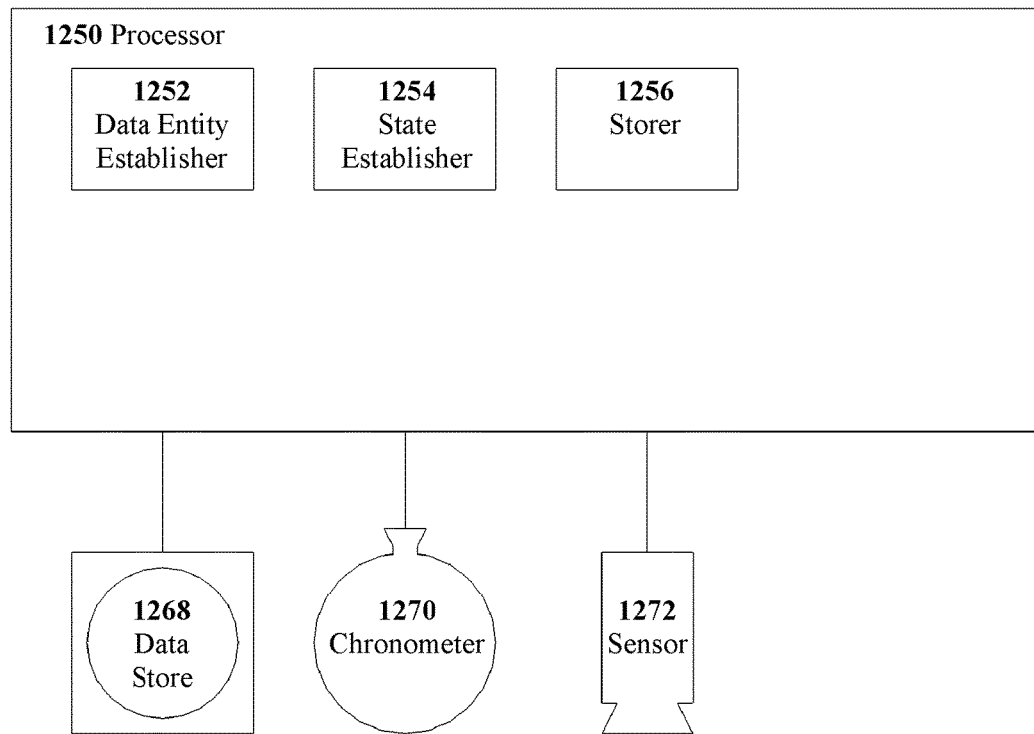 1250 Processor
1252
Data Entity
Establisher
1254
State
Establisher
1256
Storer
1268
Data
Store
1270
Chronometer
1272
Sensor